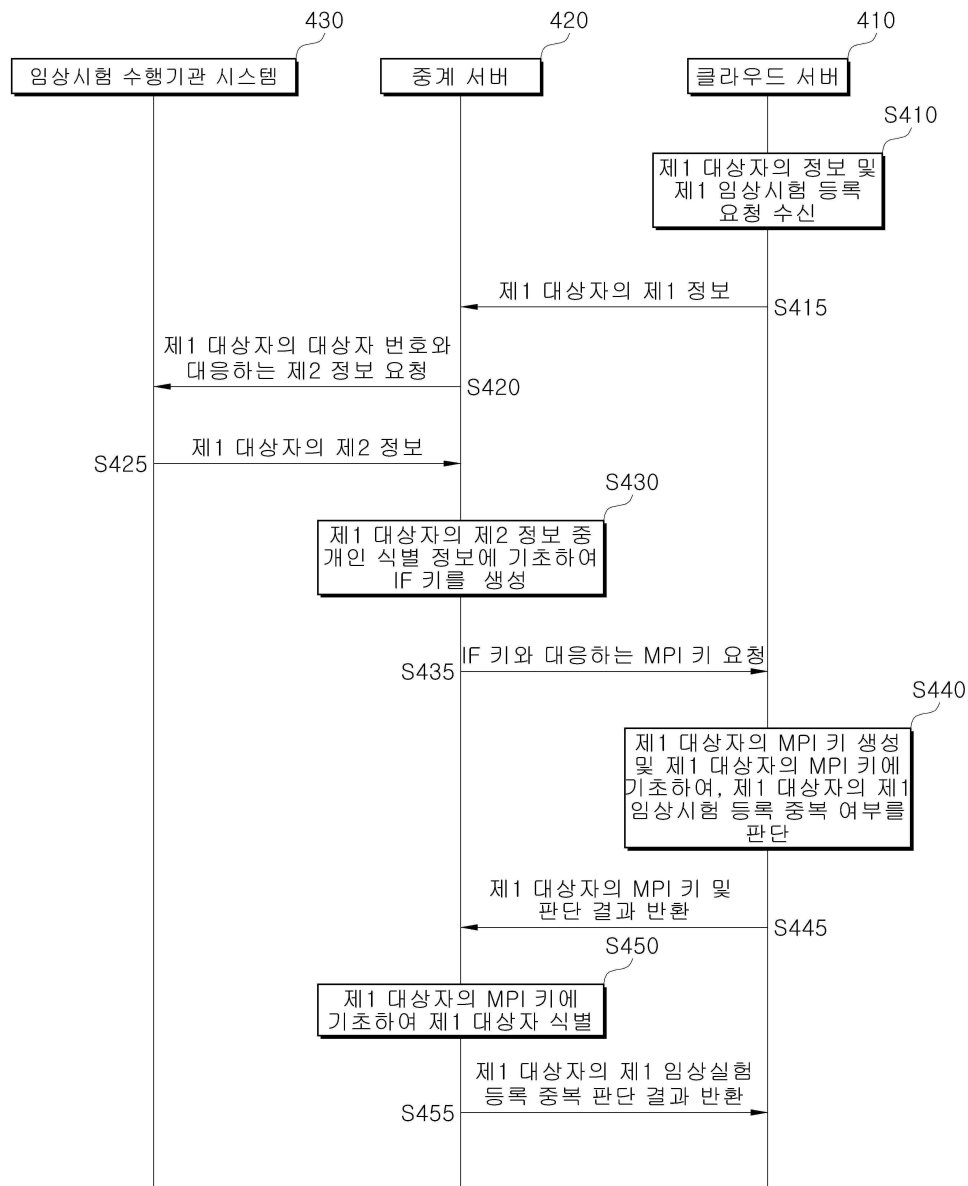 430
420
410
임상시험 수행기관 시스템
중계 서버
클라우드 서버
S410
제1 대상자의 정보 및
제1 임상시험 등록
요청 수신
제1 대상자의 제1 정보
S415
제1 대상자의 대상자 번호와
대응하는 제2 정보 요청
S420
S425
제1 대상자의 제2 정보
S430
제1 대상자의 제2 정보 중
개인 식별 정보에 기초하여
IF 키를 생성
S435
IF 키와 대응하는 MPI 키 요청
S440
제1 대상자의 MPI 키 생성
및 제1 대상자의 MPI 키에
기초하여, 제1 대상자의 제1
임상시험 등록 중복 여부를
판단
제1 대상자의 MPI 키 및
판단 결과 반환
S445
S450
제1 대상자의 MPI 키에
기초하여 제1 대상자 식별
제1 대상자의 제1 임상실험
등록 중복 판단 결과 반환
S455